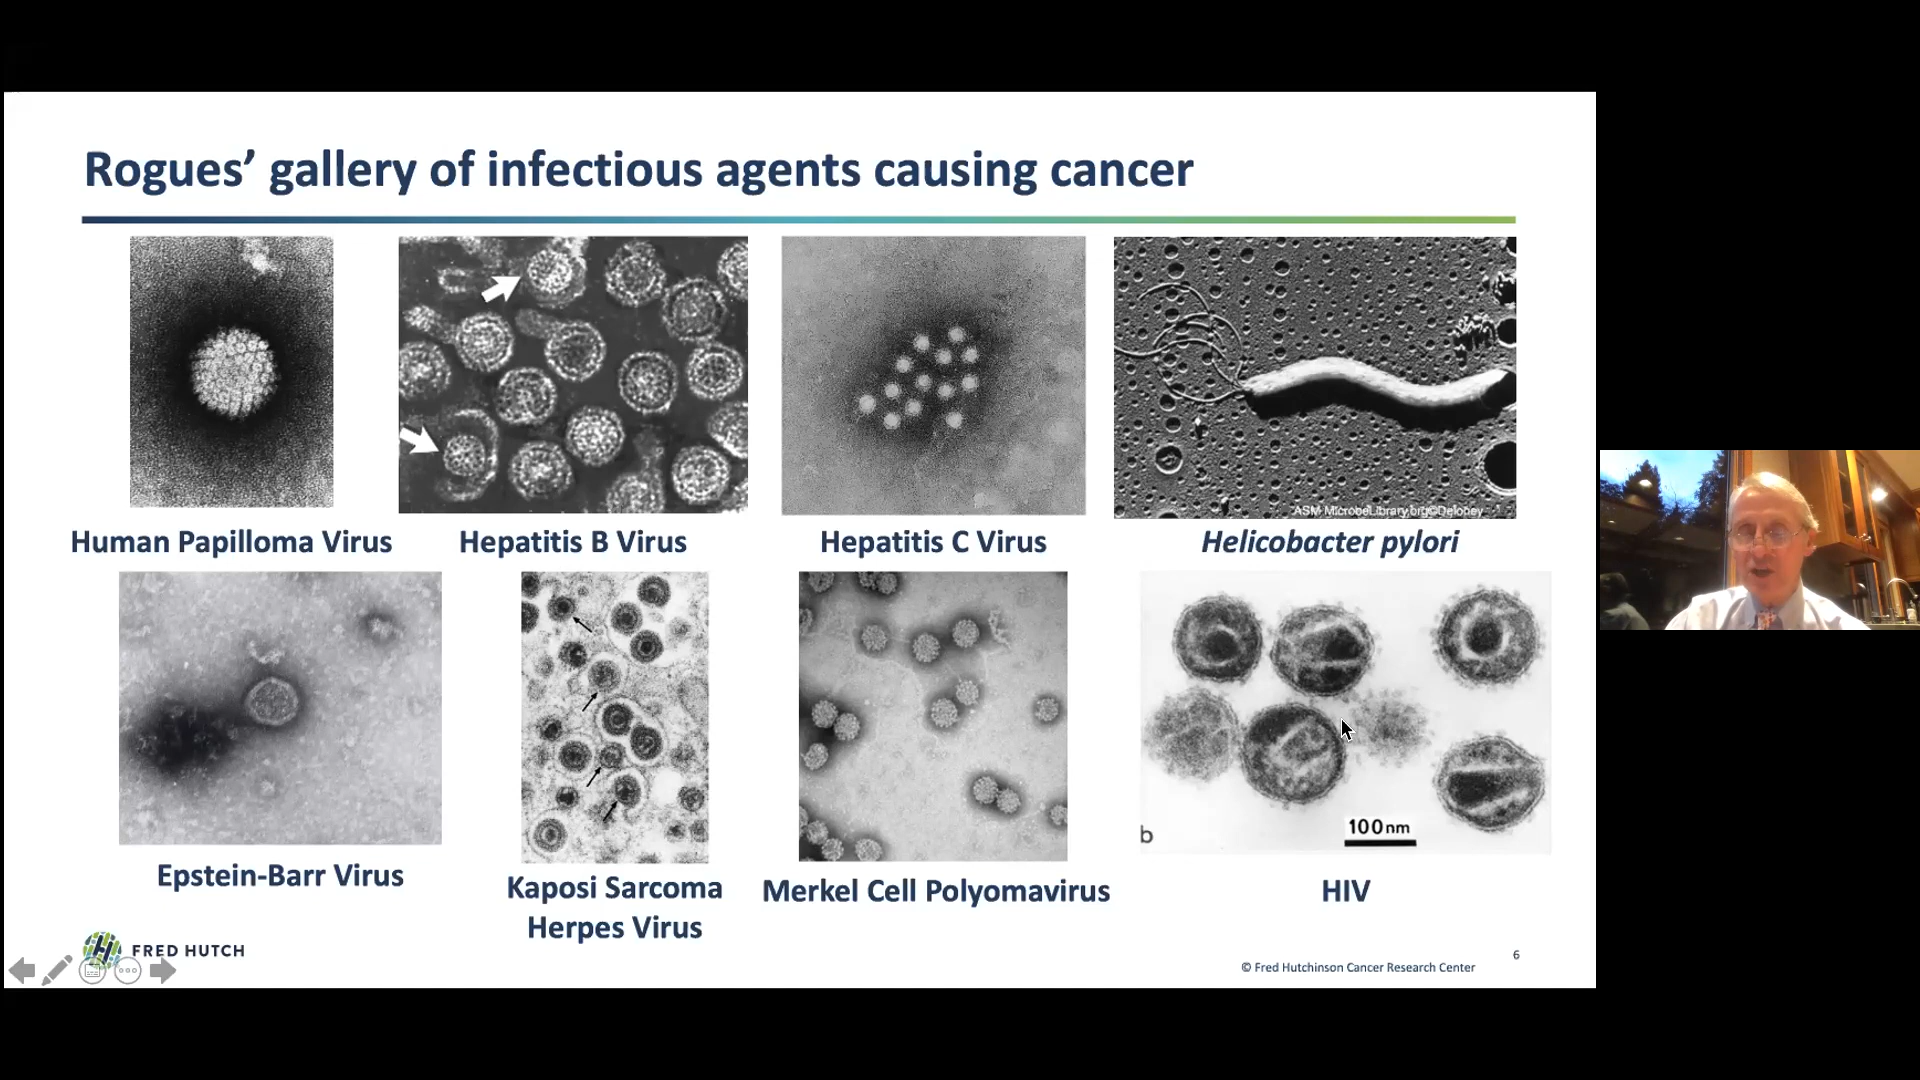 Rogues’ gallery of infectious agents causing cancer
ASM MicrobeLibrary.org©Deloney
Human Papilloma Virus
Hepatitis B Virus
Hepatitis C Virus
Helicobacter pylori
b
100nm
Epstein-Barr Virus
Kaposi Sarcoma
Herpes Virus
Merkel Cell Polyomavirus
HIV
FRED HUTCH
6
© Fred Hutchinson Cancer Research Center